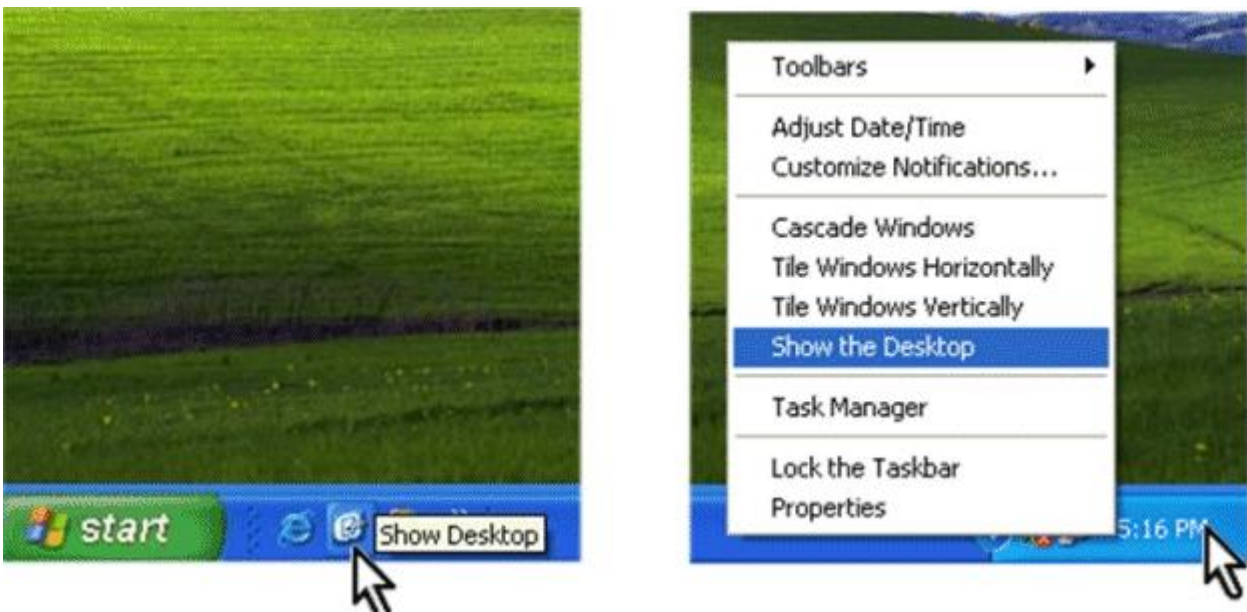 start
Show Desktop
Toolbars
Adjust Date/Time
Customize Notifications...
Cascade Windows
Tile Windows Horizontally
Tile Windows Vertically
Show the Desktop
Task Manager
Lock the Taskbar
Properties
5:16 PM